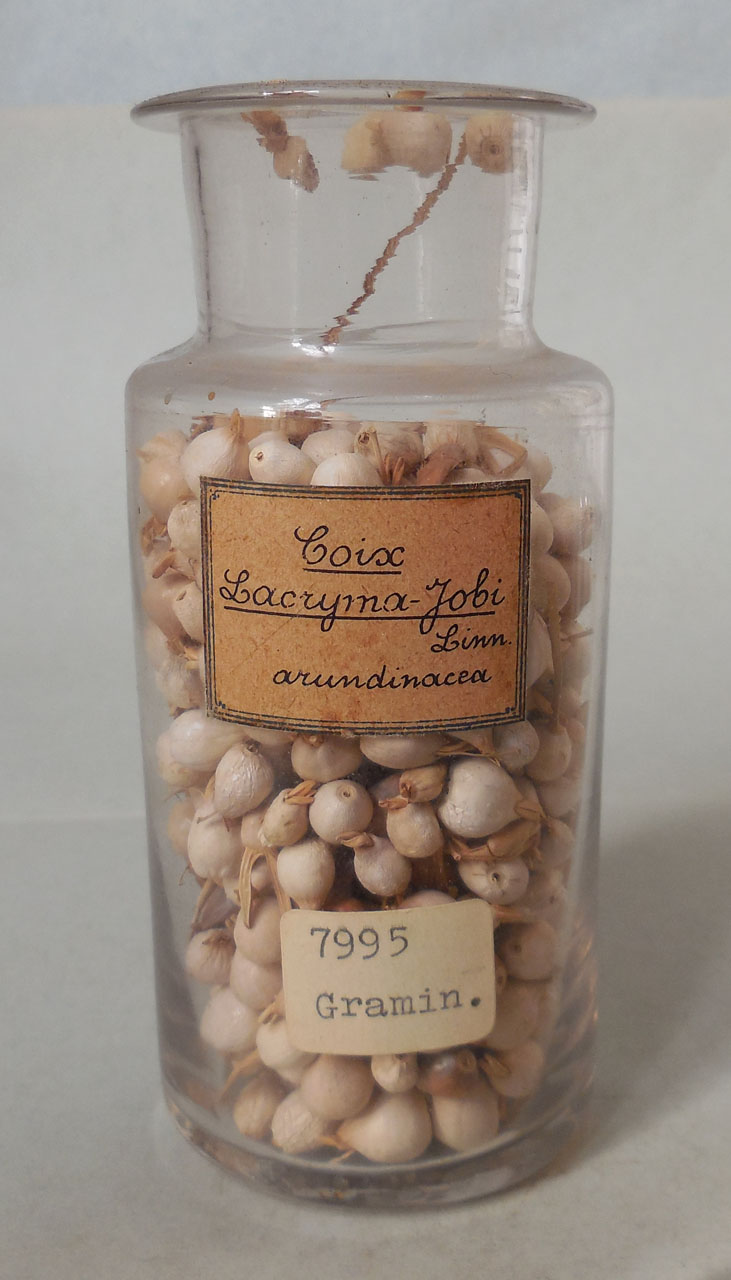 Coix
Lacryma-Jobi
Linn.
arundinacea
7995
Gramin.